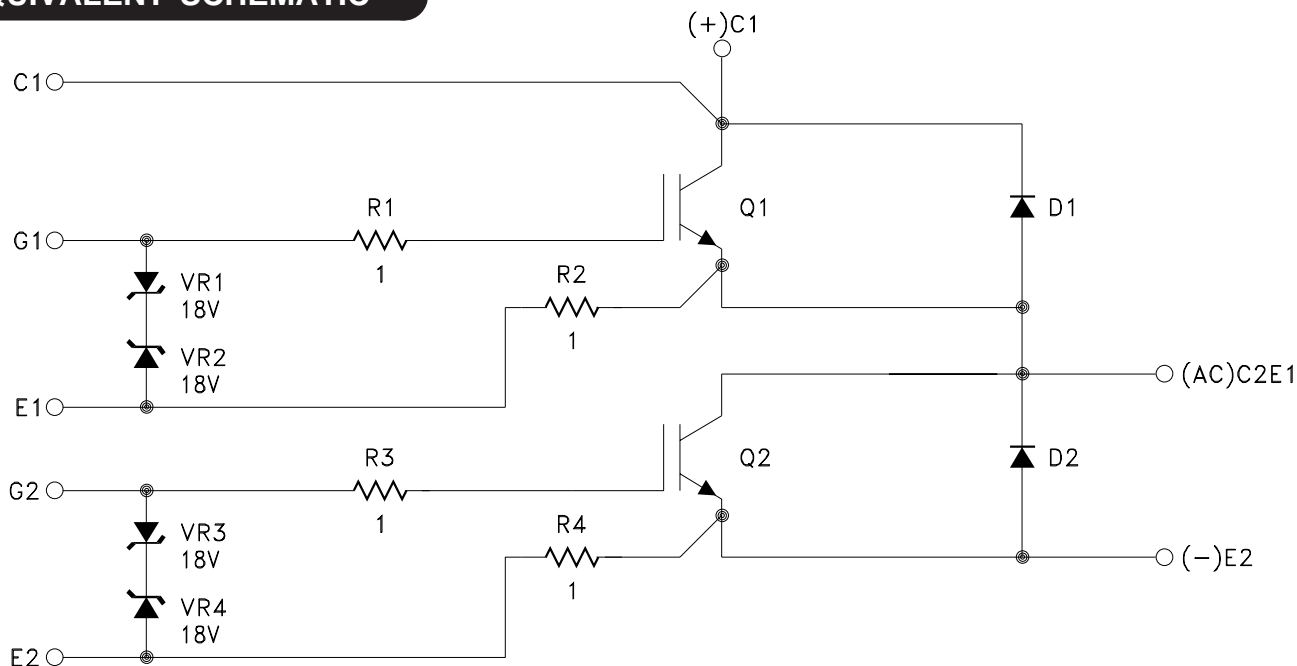 EQUIVALENT SCHEMATIC
(+)C1
C1
R1
Q1
D1
G1
1
VR1
18V
R2
1
VR2
18V
(AC)C2E1
E1
R3
Q2
D2
G2
1
VR3
18V
R4
(-)E2
1
VR4
18V
E2